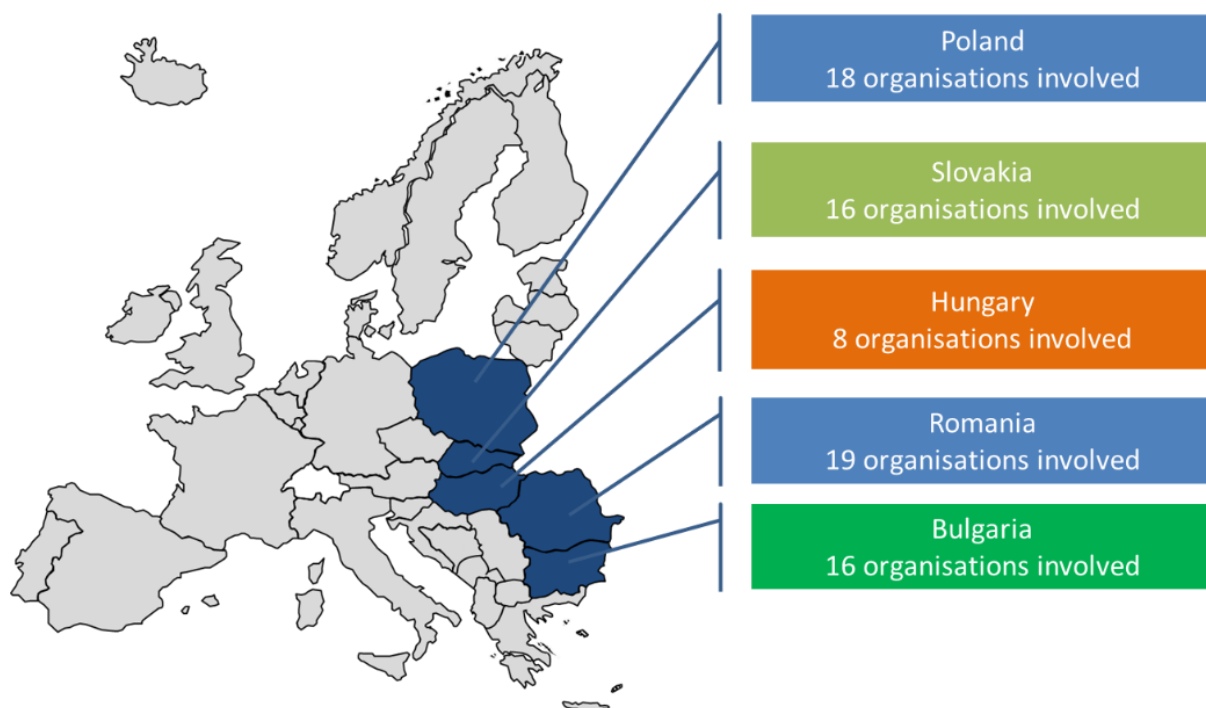 Poland
18 organisations involved
Slovakia
16 organisations involved
Hungary
8 organisations involved
Romania
19 organisations involved
Bulgaria
16 organisations involved